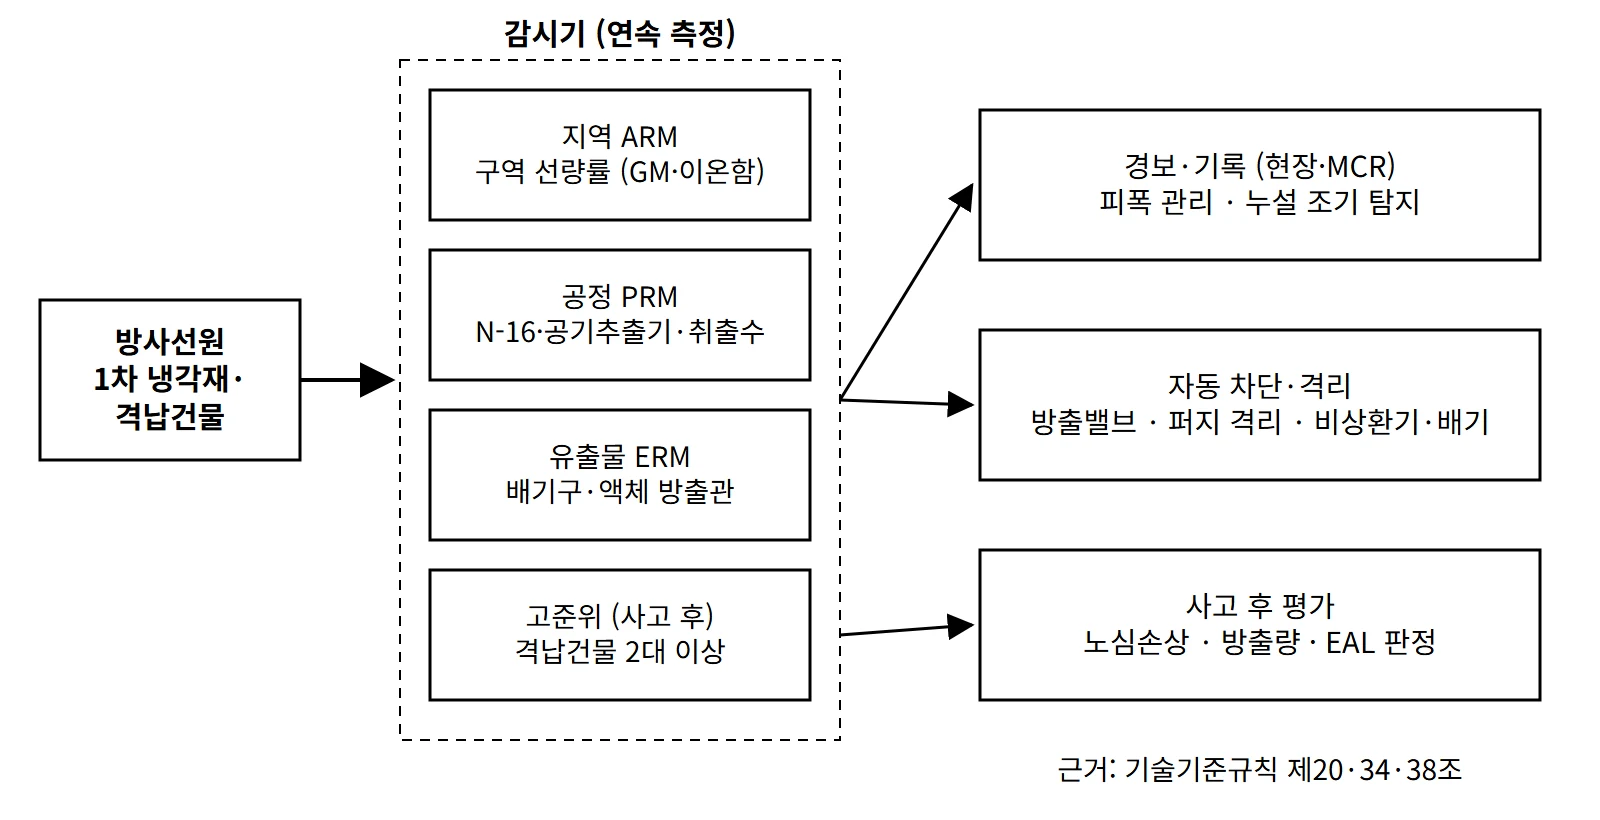 감시기 (연속 측정)
방사선원
1차 냉각재·
격납건물
지역 ARM
구역 선량률 (GM·이온함)
공정 PRM
N-16·공기추출기·취출수
유출물 ERM
배기구·액체 방출관
고준위 (사고 후)
격납건물 2대 이상
경보·기록 (현장·MCR)
피폭 관리 · 누설 조기 탐지
자동 차단·격리
방출밸브 · 퍼지 격리 · 비상환기·배기
사고 후 평가
노심손상 · 방출량 · EAL 판정
근거: 기술기준규칙 제20·34·38조